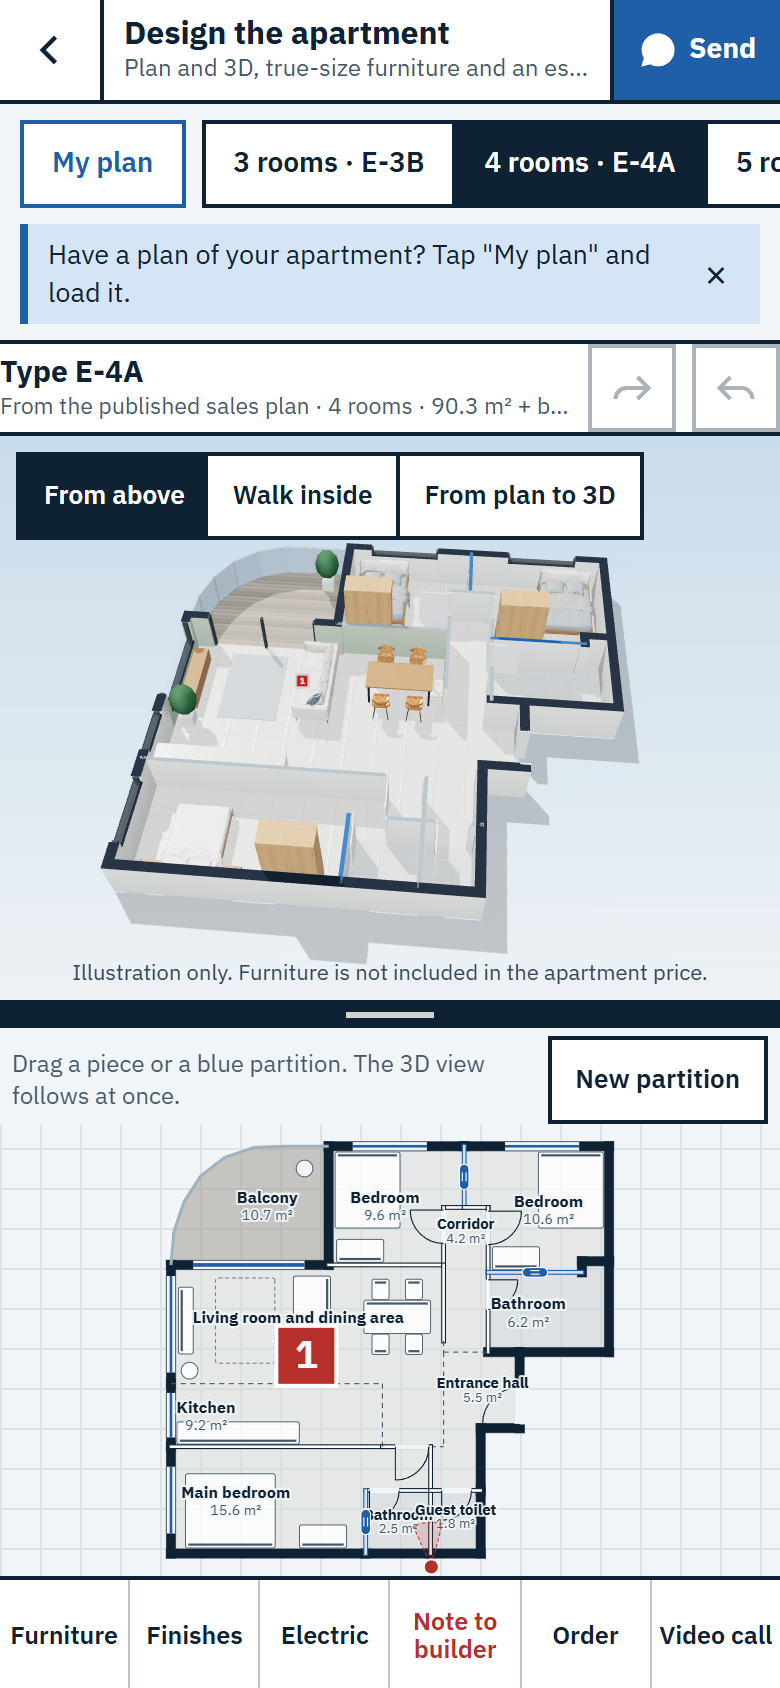 Design the apartment
Plan and 3D, true-size furniture and an es...
Send
My plan
3 rooms · E-3B
4 rooms · E-4A
5 ro
Have a plan of your apartment? Tap "My plan" and
load it.
Type E-4A
From the published sales plan · 4 rooms · 90.3 m² + b...
From above
Walk inside
From plan to 3D
1
Illustration only. Furniture is not included in the apartment price.
Drag a piece or a blue partition. The 3D view
follows at once.
New partition
Balcony
10.7 m²
Bedroom
9.6 m²
Corridor
4.2 m²
Bedroom
10.6 m²
Bathroom
6.2 m²
Living room and dining area
1
Entrance hall
5.5 m²
Kitchen
9.2 m²
Main bedroom
15.6 m²
Bathroom
2.5 m²
Guest toilet
1.8 m²
Furniture
Finishes
Electric
Note to
builder
Order
Video call